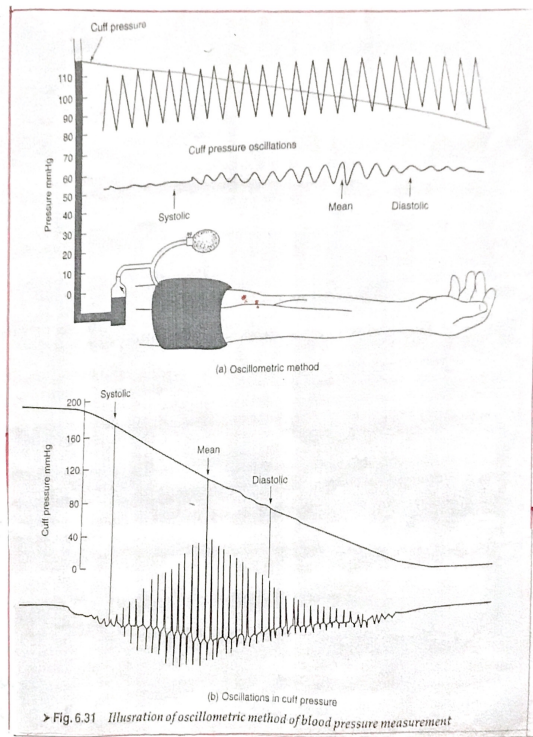 Cuff pressure
110
100
90
80
70
60
50
40
30
20
10
0
Pressure mmHg
Cuff pressure oscillations
Systolic
Mean
Diastolic
(a) Oscillometric method
Systolic
200
160
120
80
40
0
Cuff pressure mmHg
Mean
Diastolic
(b) Oscillations in cuff pressure
➤ Fig. 6.31 Illusration of oscillometric method of blood pressure measurement